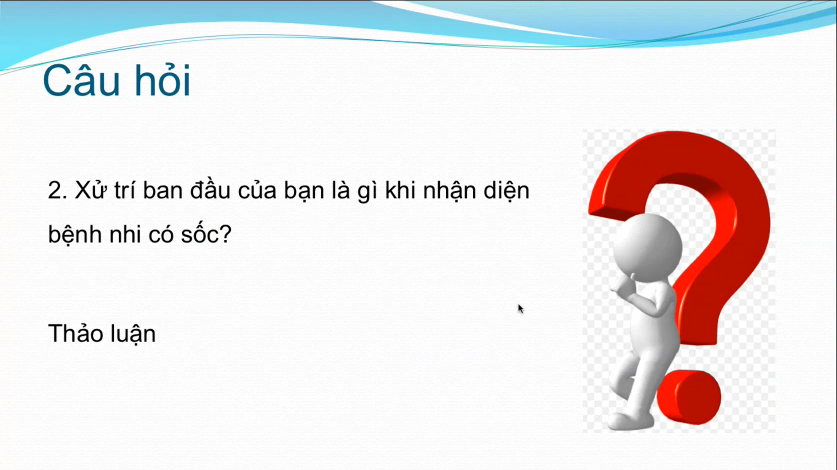 Câu hỏi
2. Xử trí ban đầu của bạn là gì khi nhận diện
bệnh nhi có sốc?
Thảo luận